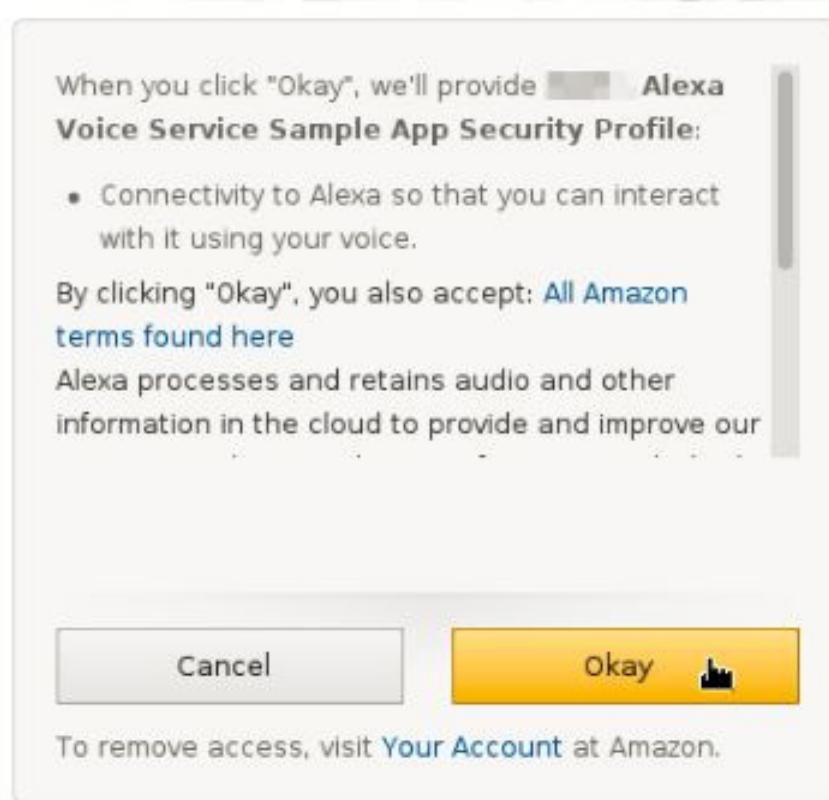 When you click "Okay", we'll provide Alexa
Voice Service Sample App Security Profile:
• Connectivity to Alexa so that you can interact
with it using your voice.
By clicking "Okay", you also accept: All Amazon
terms found here
Alexa processes and retains audio and other
information in the cloud to provide and improve our
Cancel
Okay
To remove access, visit Your Account at Amazon.